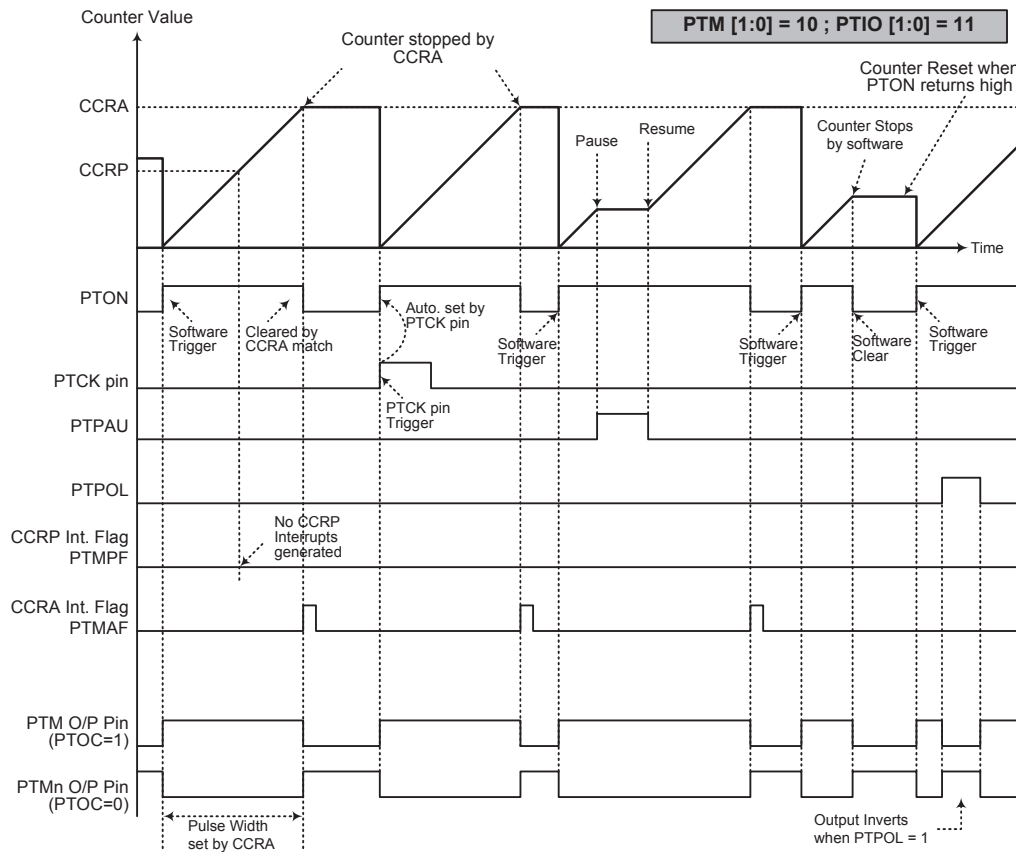 Counter Value
PTM [1:0] = 10 ; PTIO [1:0] = 11
Counter stopped by
CCRA
Counter Reset when
PTON returns high
CCRA
Counter Stops
by software
Resume
Pause
CCRP
Time
PTON
Software
Trigger
Cleared by
CCRA match
Auto. set by
PTCK pin
Software
Trigger
Software
Trigger
Software
Clear
Software
Trigger
PTCK pin
PTCK pin
Trigger
PTPAU
PTPOL
No CCRP
Interrupts
generated
CCRP Int. Flag
PTMPF
CCRA Int. Flag
PTMAF
PTM O/P Pin
(PTOC=1)
PTMn O/P Pin
(PTOC=0)
Pulse Width
set by CCRA
Output Inverts
when PTPOL = 1